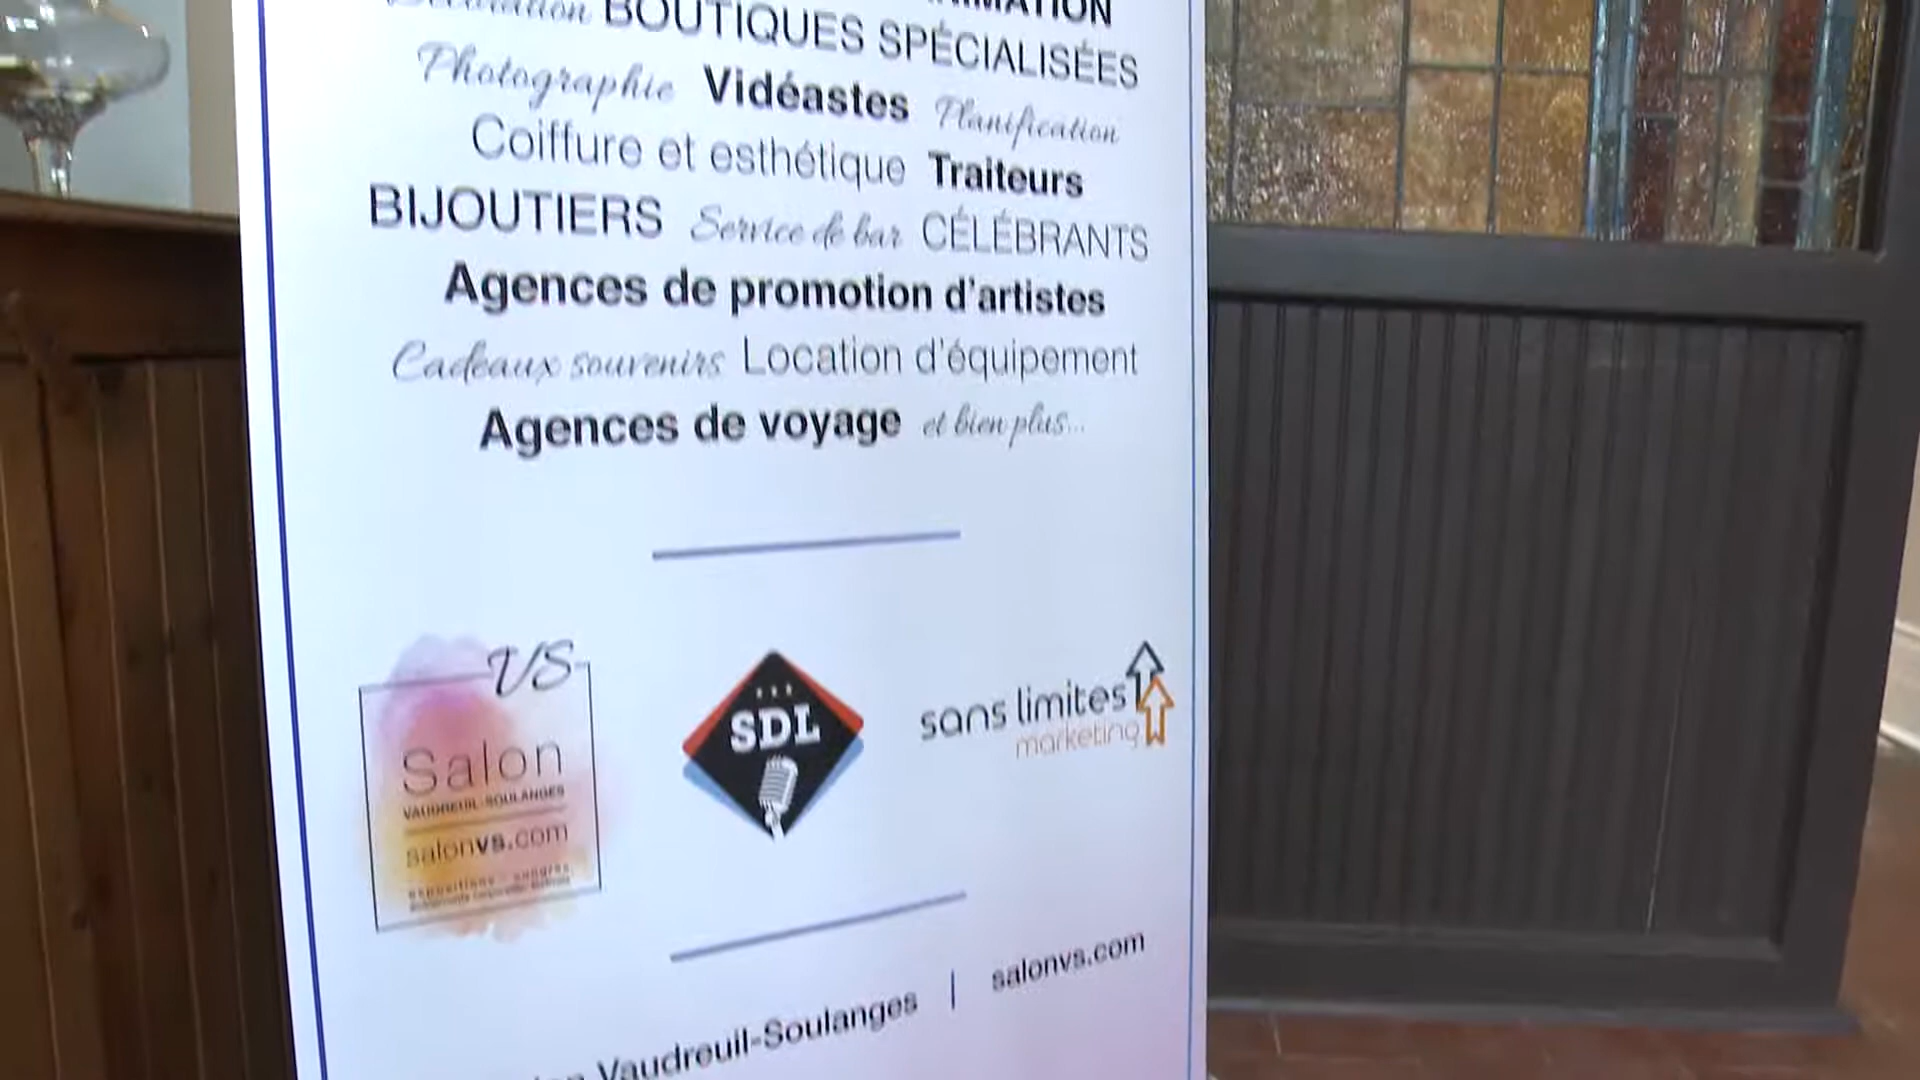 BOUTIQUES SPÉCIALISÉES
Photographie Vidéastes Planification
Coiffure et esthétique Traiteurs
BIJOUTIERS Service de bar CÉLÉBRANTS
Agences de promotion d'artistes
Cadeaux souvenirs Location d'équipement
Agences de voyage et bien plus...
VS
Salon
VAUDREUIL-SOULANGES
salonvs.com
expositions - congrès
SDL
sans limites
marketing
Vaudreuil-Soulanges | salonvs.com